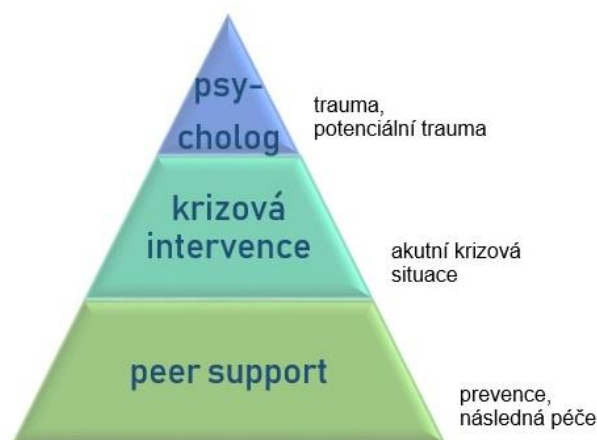 psy-
cholog
trauma,
potenciální trauma
krizová
intervence
akutní krizová
situace
peer support
prevence,
následná péče